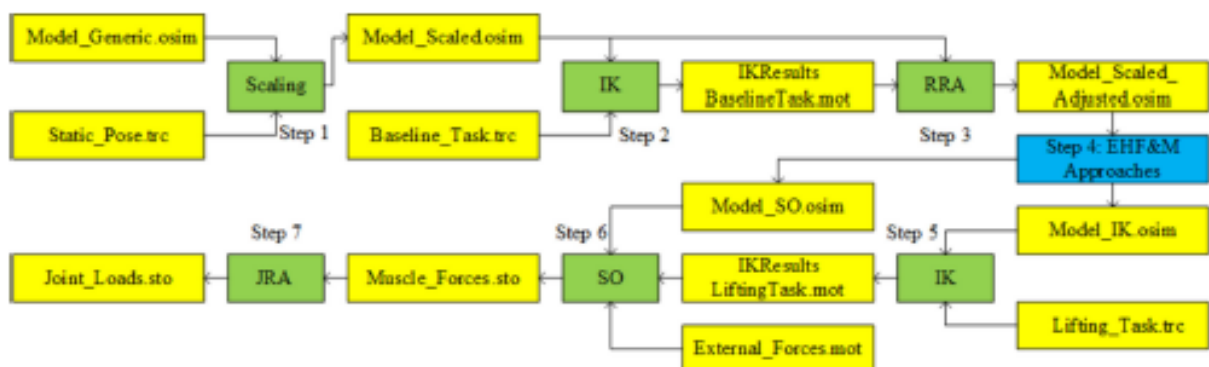 Model_Generic.osim
Model_Scaled.osim
Scaling
IK
IKResults
BaselineTask.mot
RRA
Model_Scaled_
Adjusted.osim
Static_Pose.trc
Step 1
Baseline_Task.trc
Step 2
Step 3
Step 4: EHF&M
Approaches
Model_SO.osim
Model_IK.osim
Step 7
Step 6
Step 5
Joint_Loads.sto
JRA
Muscle_Forces.sto
SO
IKResults
LiftingTask.mot
IK
External_Forces.mot
Lifting_Task.trc